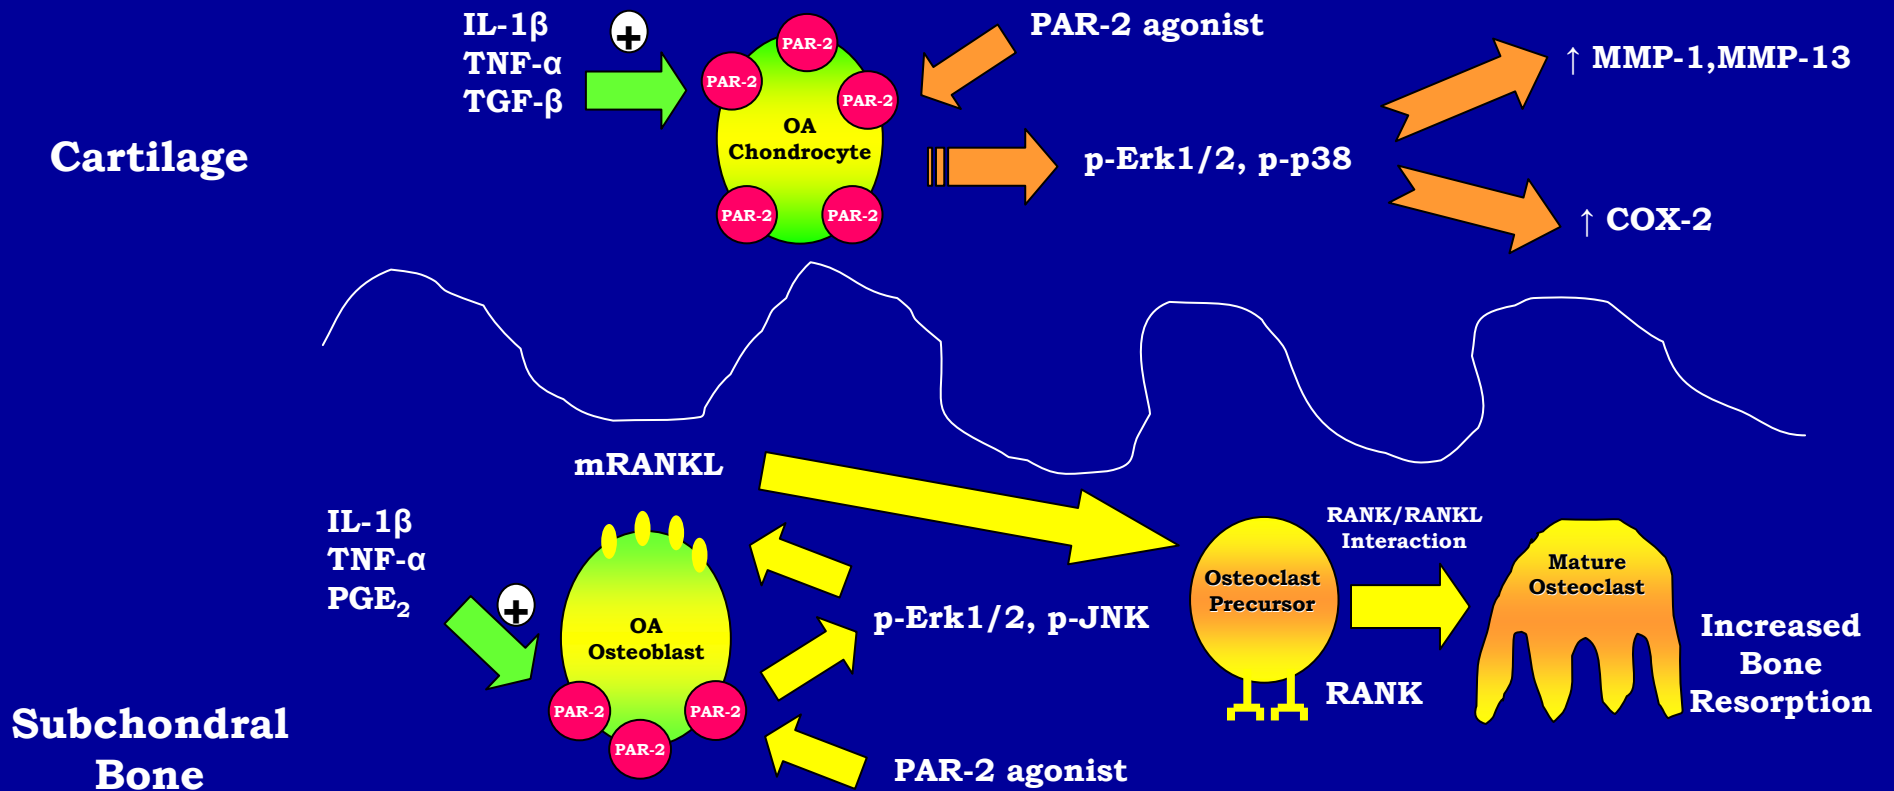 IL-1β
TNF-α
TGF-β
+
PAR-2
PAR-2
PAR-2
PAR-2
PAR-2
OA
Chondrocyte
PAR-2 agonist
p-Erk1/2, p-p38
↑ MMP-1,MMP-13
↑ COX-2
Cartilage
mRANKL
IL-1β
TNF-α
PGE₂
+
OA
Osteoblast
PAR-2
PAR-2
PAR-2
p-Erk1/2, p-JNK
PAR-2 agonist
Osteoclast
Precursor
RANK
RANK/RANKL
Interaction
Mature
Osteoclast
Increased
Bone
Resorption
Subchondral
Bone